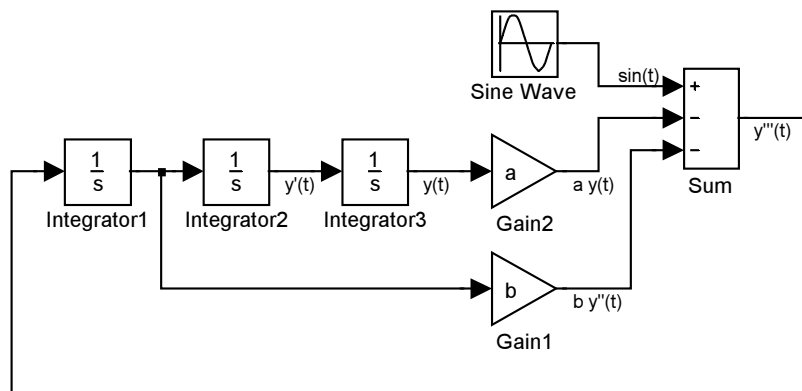 Sine Wave
sin(t)
+
−
−
y'''(t)
Sum
1
s
Integrator1
1
s
Integrator2
y'(t)
1
s
Integrator3
y(t)
a
Gain2
a y(t)
b
Gain1
b y''(t)